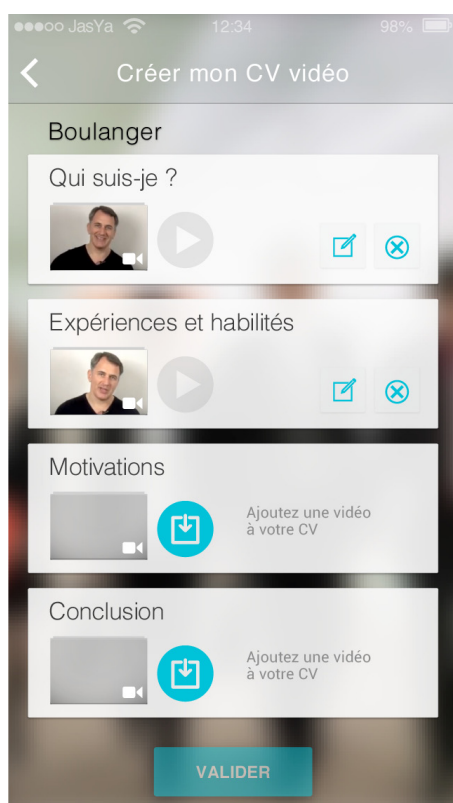 JasYa 12:34 98%
Créer mon CV vidéo
Boulanger
Qui suis-je ?
Expériences et habilités
Motivations
Ajoutez une vidéo
à votre CV
Conclusion
Ajoutez une vidéo
à votre CV
VALIDER